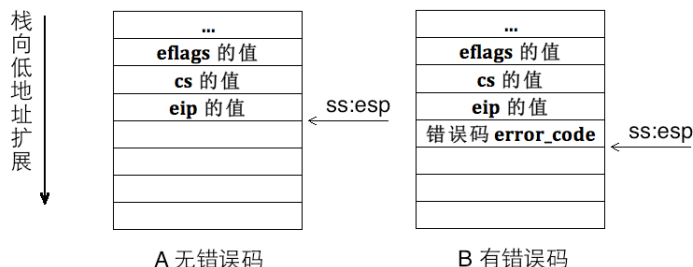 栈向低地址扩展
...
eflags 的值
cs 的值
eip 的值
ss:esp
A 无错误码
...
eflags 的值
cs 的值
eip 的值
错误码 error_code
ss:esp
B 有错误码